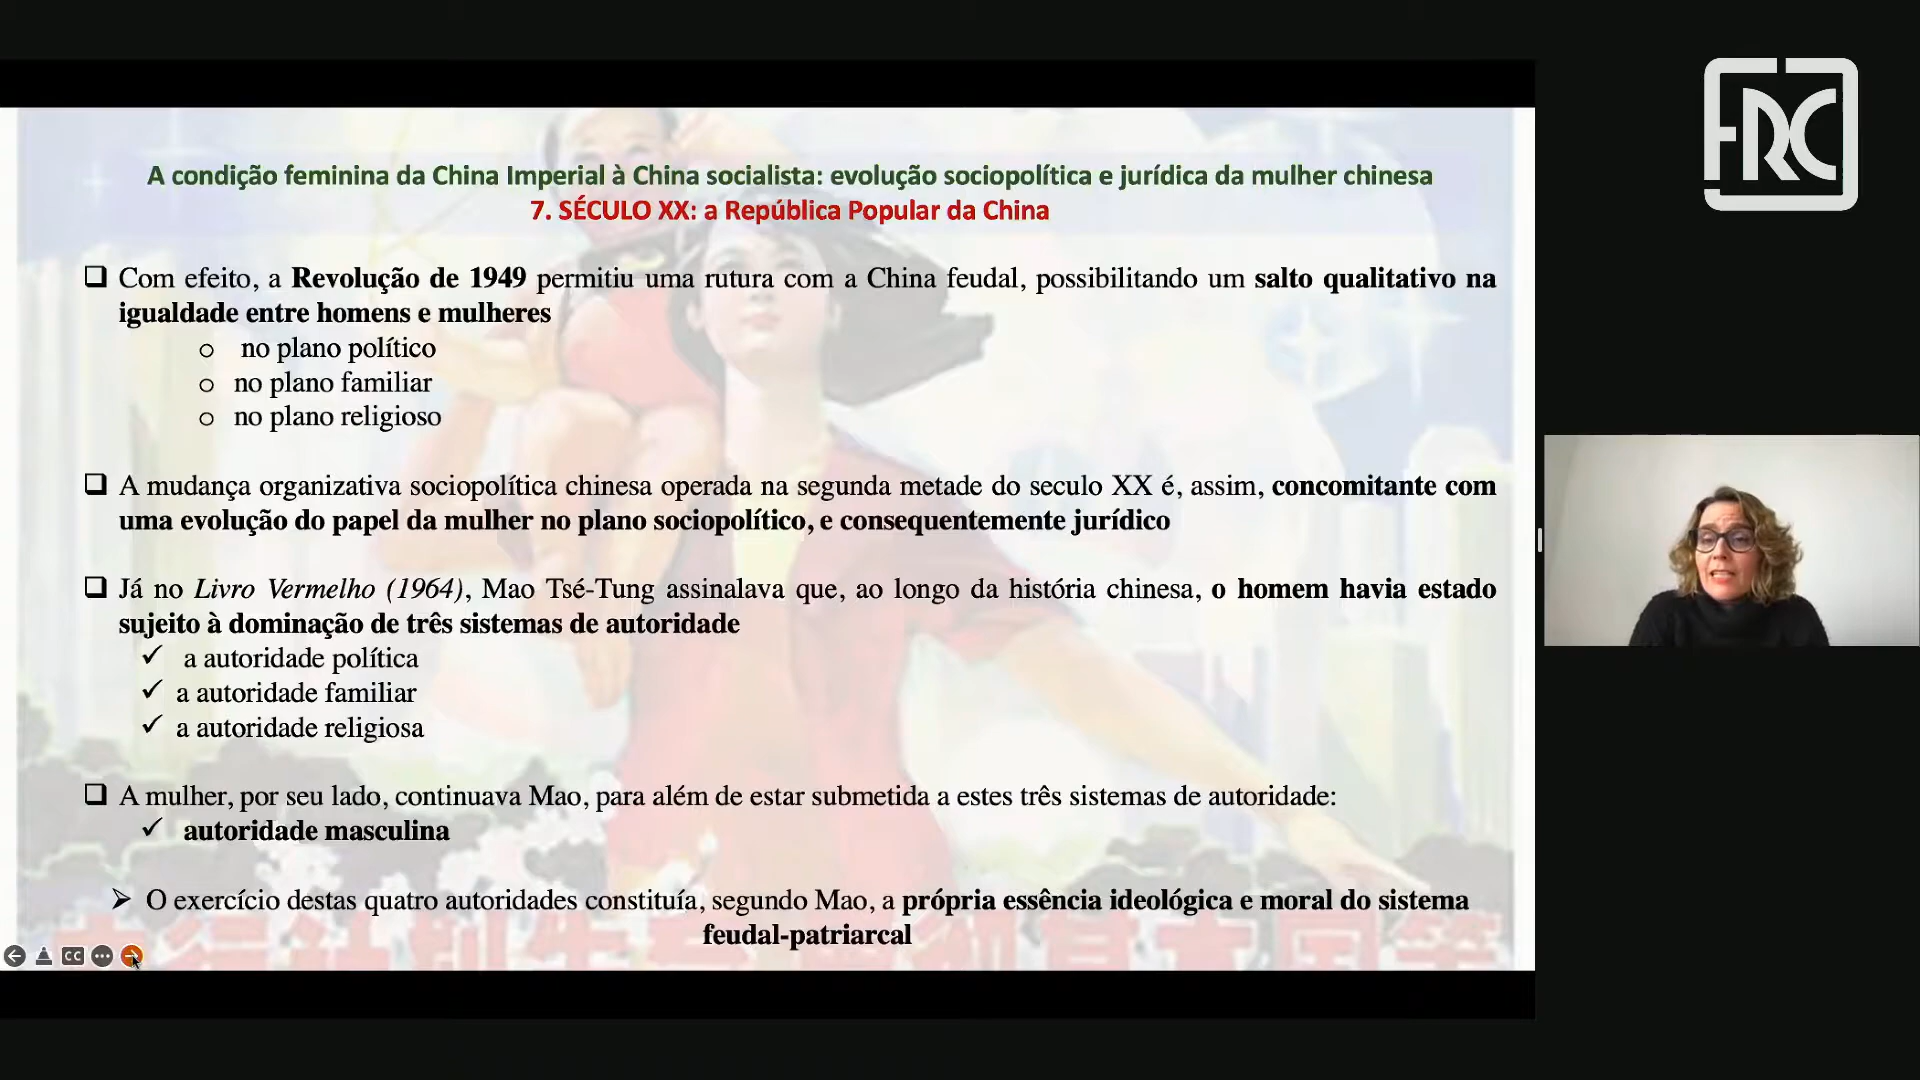 FRC
A condição feminina da China Imperial à China socialista: evolução sociopolítica e jurídica da mulher chinesa
7. SÉCULO XX: a República Popular da China
Com efeito, a Revolução de 1949 permitiu uma rutura com a China feudal, possibilitando um salto qualitativo na
igualdade entre homens e mulheres
no plano político
no plano familiar
no plano religioso
A mudança organizativa sociopolítica chinesa operada na segunda metade do seculo XX é, assim, concomitante com
uma evolução do papel da mulher no plano sociopolítico, e consequentemente jurídico
Já no Livro Vermelho (1964), Mao Tsé-Tung assinalava que, ao longo da história chinesa, o homem havia estado
sujeito à dominação de três sistemas de autoridade
a autoridade política
a autoridade familiar
a autoridade religiosa
A mulher, por seu lado, continuava Mao, para além de estar submetida a estes três sistemas de autoridade:
autoridade masculina
O exercício destas quatro autoridades constituía, segundo Mao, a própria essência ideológica e moral do sistema
feudal-patriarcal
CC